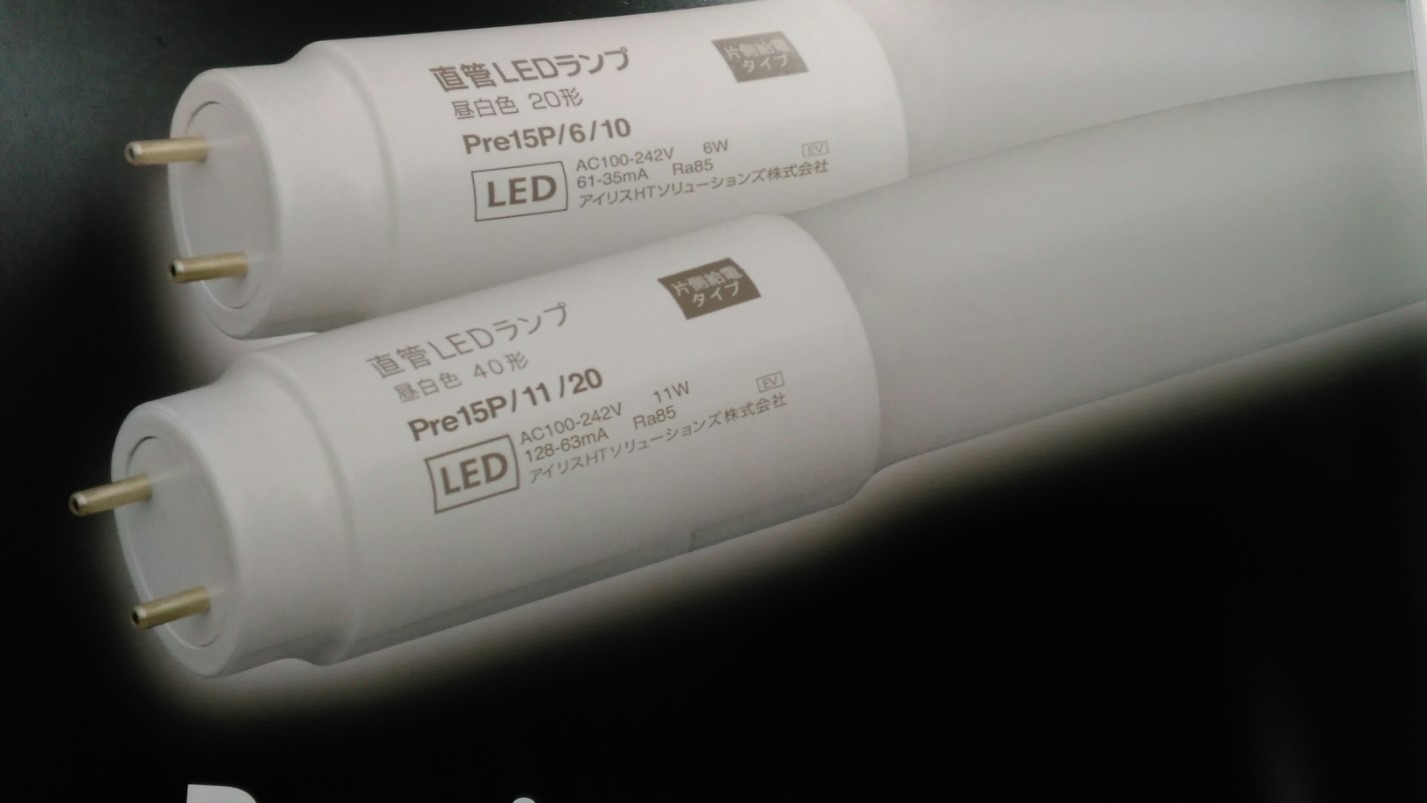 直管LEDランプ
昼白色 20形
Pre15P/6/10
LED
AC100-242V 6W
61-35mA Ra85
EV
アイリスHTソリューションズ株式会社
片側給電
タイプ
直管LEDランプ
昼白色 40形
Pre15P/11/20
LED
AC100-242V 11W
128-63mA Ra85
EV
アイリスHTソリューションズ株式会社
片側給電
タイプ